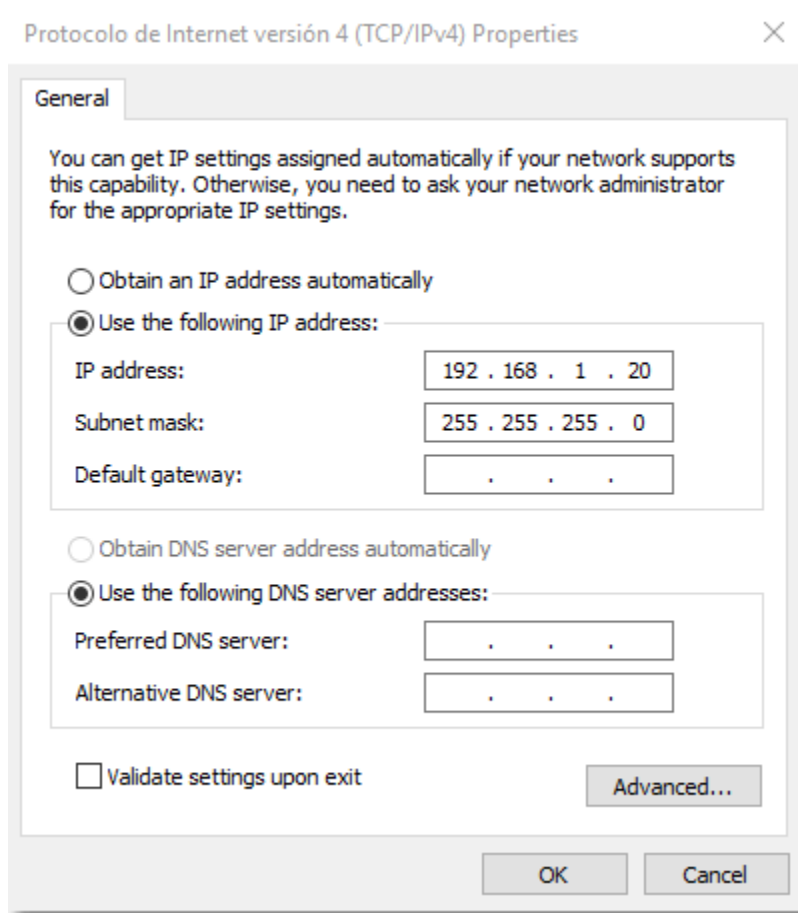 Protocolo de Internet versión 4 (TCP/IPv4) Properties
General
You can get IP settings assigned automatically if your network supports
this capability. Otherwise, you need to ask your network administrator
for the appropriate IP settings.
Obtain an IP address automatically
Use the following IP address:
IP address: 192 . 168 . 1 . 20
Subnet mask: 255 . 255 . 255 . 0
Default gateway: . . .
Obtain DNS server address automatically
Use the following DNS server addresses:
Preferred DNS server: . . .
Alternative DNS server: . . .
Validate settings upon exit
Advanced...
OK Cancel